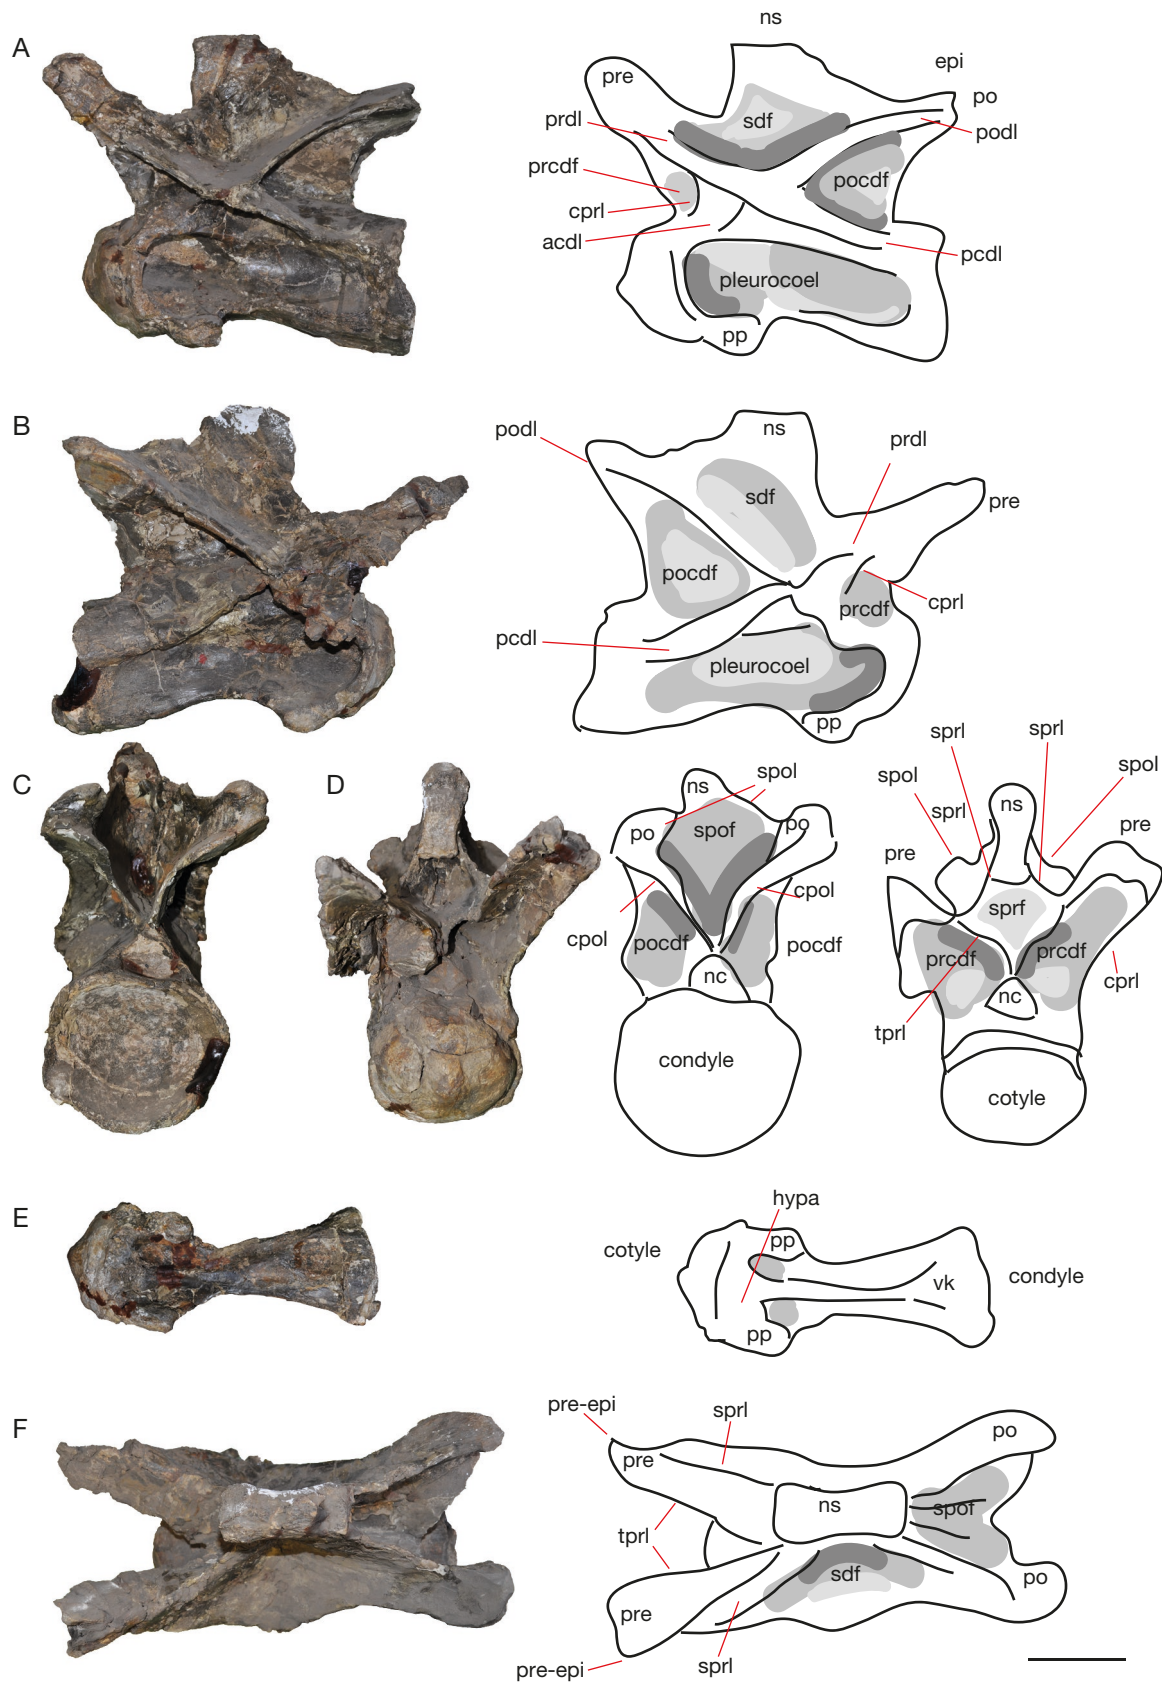 A
ns
pre
epi
po
prdl
sdf
podl
prcdf
pocdf
cprl
acdl
pcdl
pleurocoel
pp
B
podl
ns
prdl
sdf
pre
pocdf
prcdf
cprl
pcdl
pleurocoel
pp
C
D
ns
spol
po
spof
po
cpol
cpol
pocdf
pocdf
nc
condyle
sprl
sprl
spol
spol
sprl
ns
pre
pre
sprf
prcdf
prcdf
cprl
nc
tprl
cotyle
E
hypa
cotyle
pp
vk
condyle
pp
F
pre-epi
sprl
po
pre
ns
spof
tprl
sdf
po
pre
pre-epi
sprl